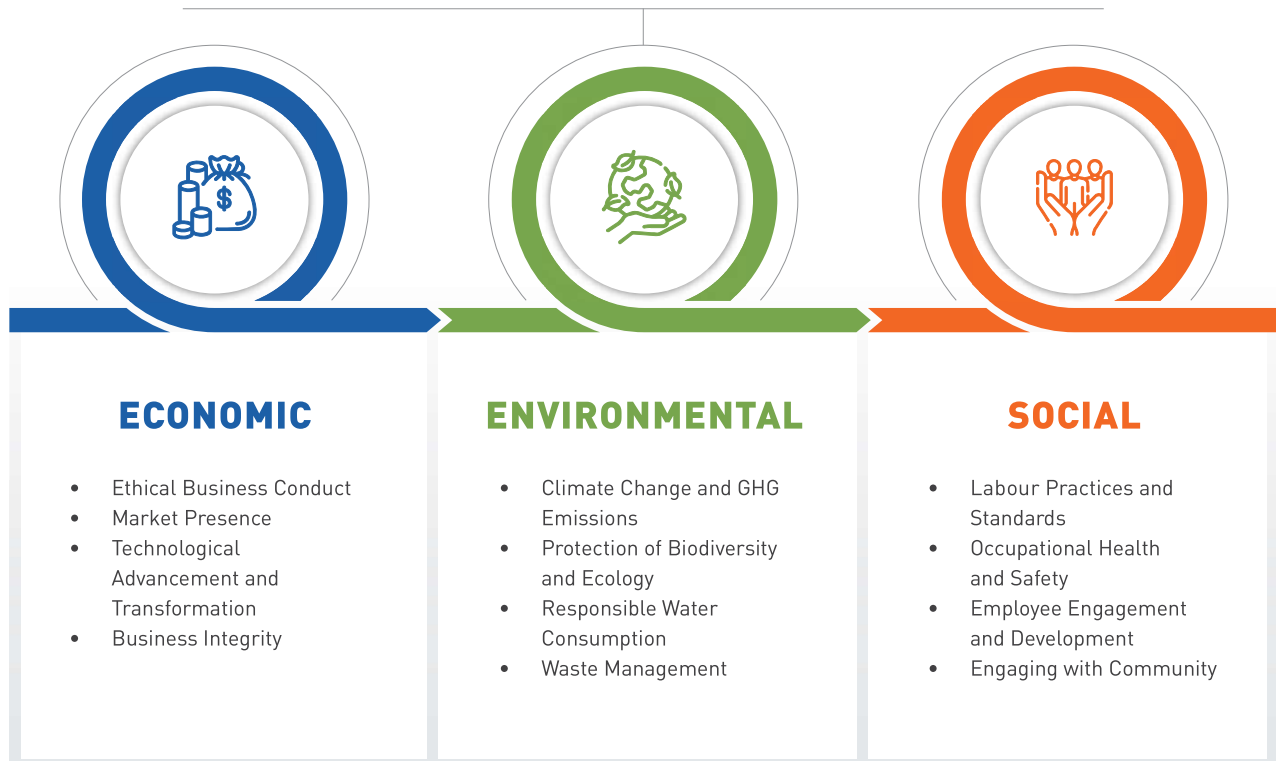 $
ECONOMIC
• Ethical Business Conduct
• Market Presence
• Technological
Advancement and
Transformation
• Business Integrity
ENVIRONMENTAL
• Climate Change and GHG
Emissions
• Protection of Biodiversity
and Ecology
• Responsible Water
Consumption
• Waste Management
SOCIAL
• Labour Practices and
Standards
• Occupational Health
and Safety
• Employee Engagement
and Development
• Engaging with Community